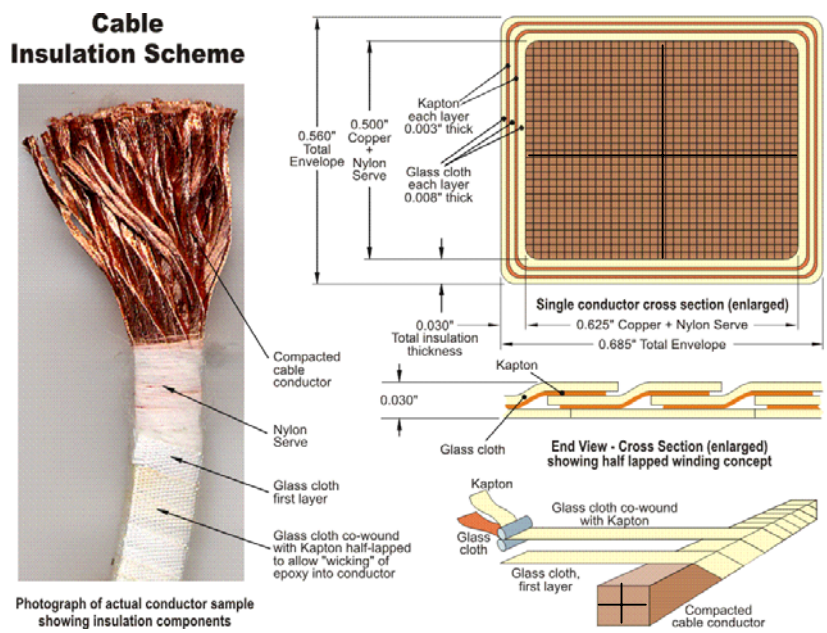 Cable
Insulation Scheme
0.560"
Total
Envelope
0.500"
Copper
+
Nylon
Serve
Kapton
each layer
0.003" thick
Glass cloth
each layer
0.008" thick
Single conductor cross section (enlarged)
0.030"
Total insulation
thickness
0.625" Copper + Nylon Serve
0.685" Total Envelope
Compacted
cable
conductor
Nylon
Serve
Glass cloth
first layer
Glass cloth co-wound
with Kapton half-lapped
to allow "wicking" of
epoxy into conductor
Photograph of actual conductor sample
showing insulation components
Kapton
0.030"
Glass cloth
End View - Cross Section (enlarged)
showing half lapped winding concept
Kapton
Glass cloth co-wound
with Kapton
Glass
cloth
Glass cloth,
first layer
Compacted
cable conductor